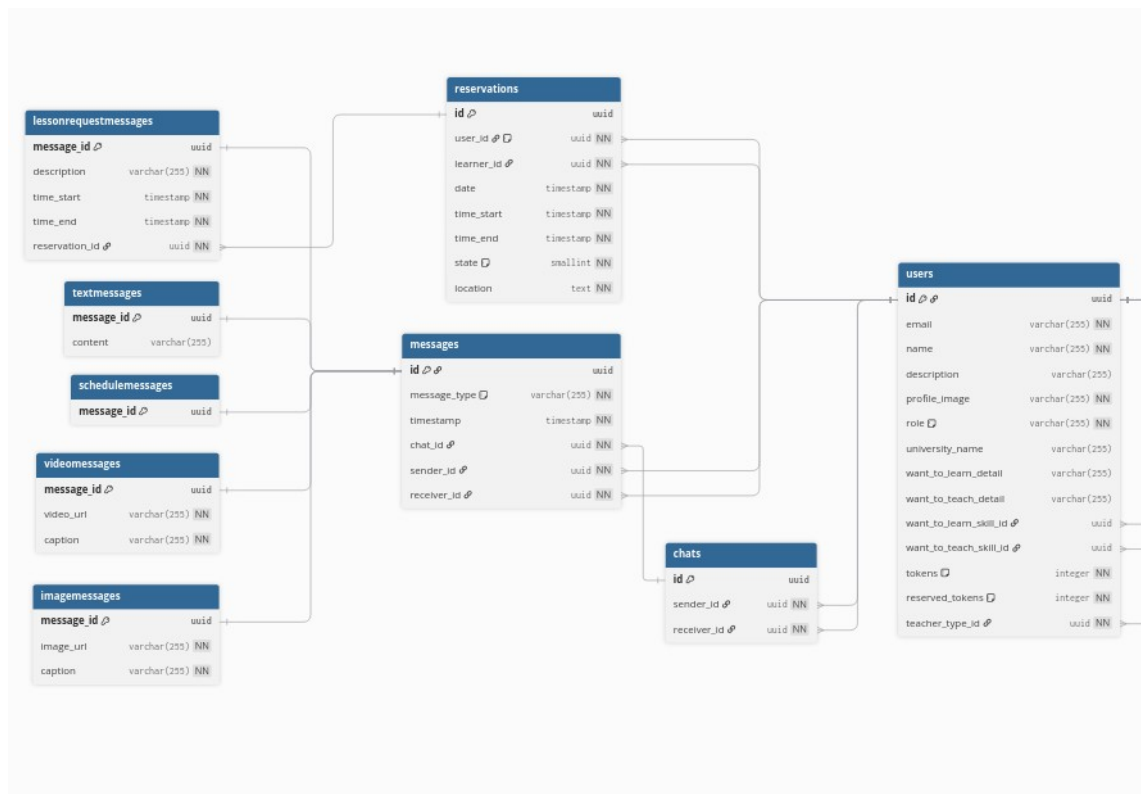 lessonrequestmessages
message_id uuid
description varchar(255) NN
time_start timestamp NN
time_end timestamp NN
reservation_id uuid NN
textmessages
message_id uuid
content varchar(255)
schedulemessages
message_id uuid
videomessages
message_id uuid
video_url varchar(255) NN
caption varchar(255) NN
imagemessages
message_id uuid
image_url varchar(255) NN
caption varchar(255) NN
reservations
id uuid
user_id uuid NN
learner_id uuid NN
date timestamp NN
time_start timestamp NN
time_end timestamp NN
state smallint NN
location text NN
messages
id uuid
message_type varchar(255) NN
timestamp timestamp NN
chat_id uuid NN
sender_id uuid NN
receiver_id uuid NN
chats
id uuid
sender_id uuid NN
receiver_id uuid NN
users
id uuid
email varchar(255) NN
name varchar(255) NN
description varchar(255)
profile_image varchar(255) NN
role varchar(255) NN
university_name varchar(255)
want_to_learn_detail varchar(255)
want_to_teach_detail varchar(255)
want_to_learn_skill_id uuid
want_to_teach_skill_id uuid
tokens integer NN
reserved_tokens integer NN
teacher_type_id uuid NN